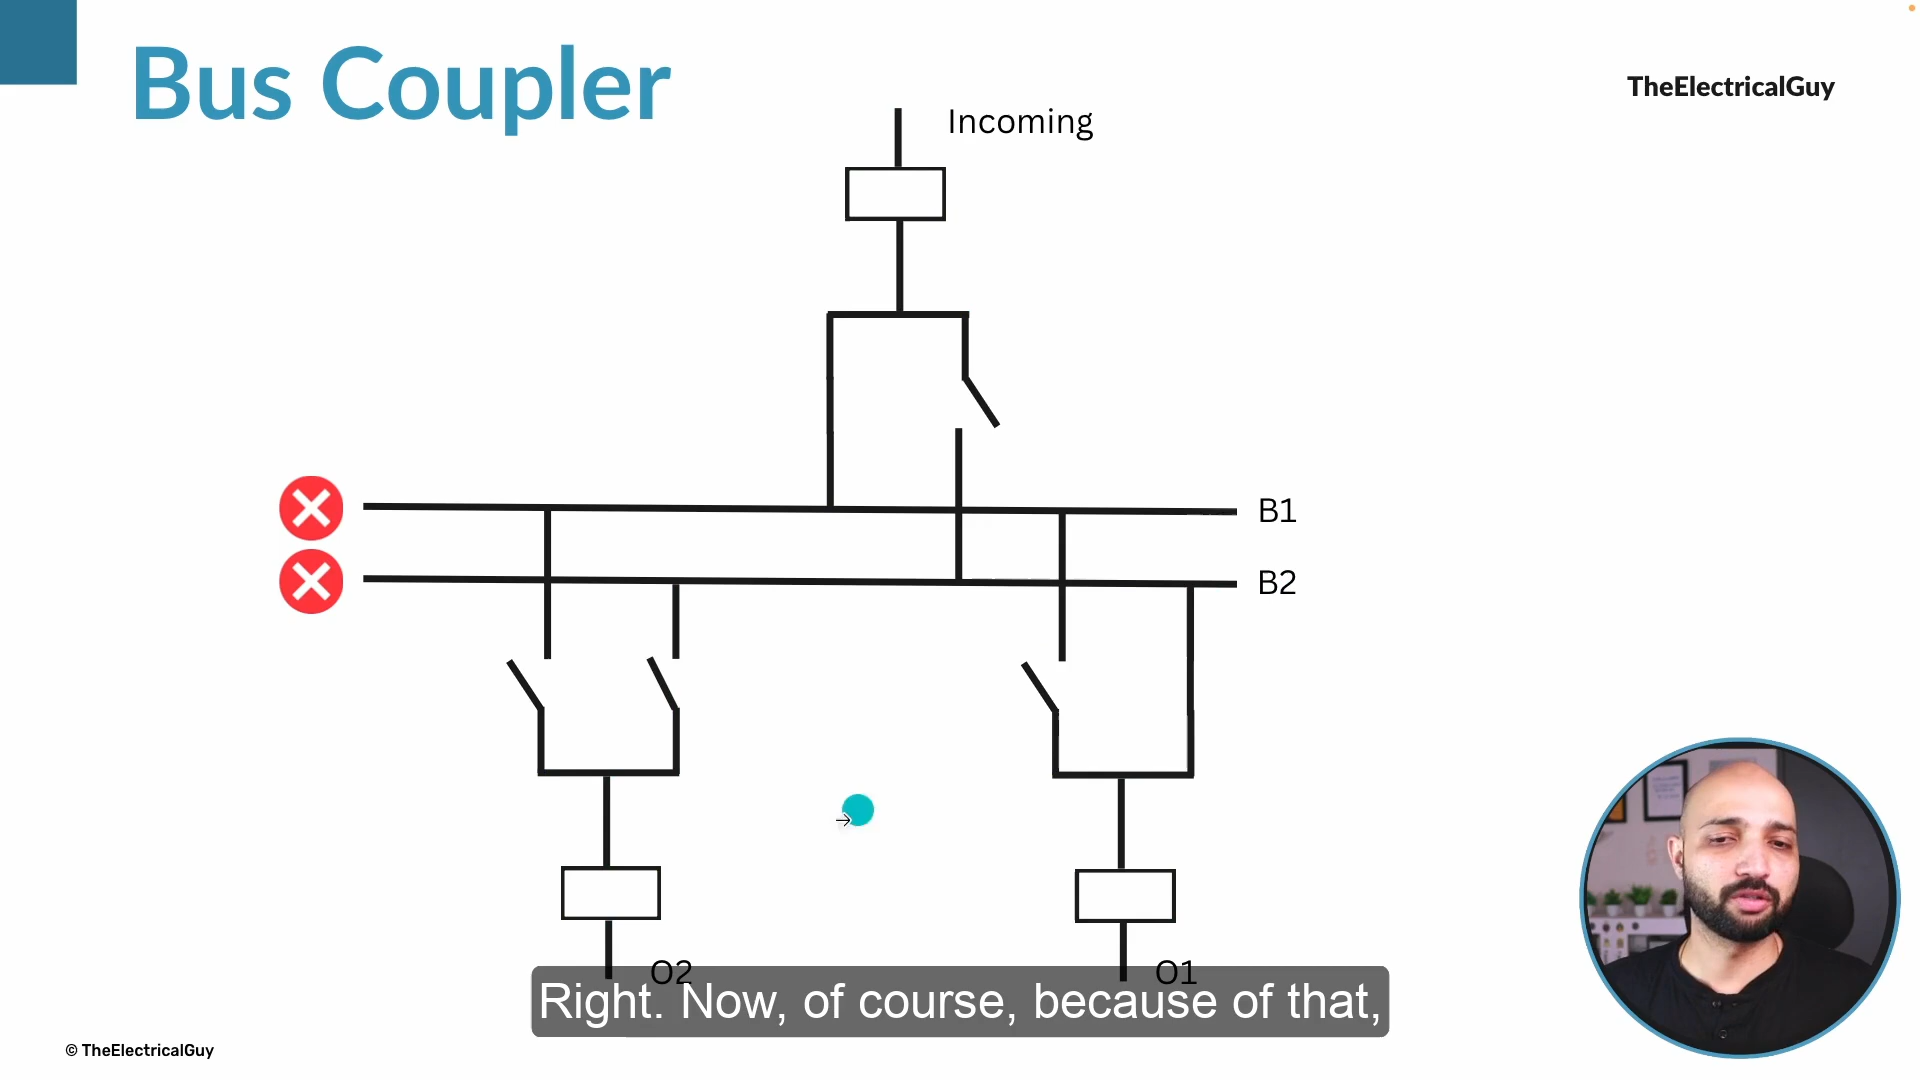 Bus Coupler
TheElectricalGuy
Incoming
B1
B2
O2
O1
Right. Now, of course, because of that,
© TheElectricalGuy